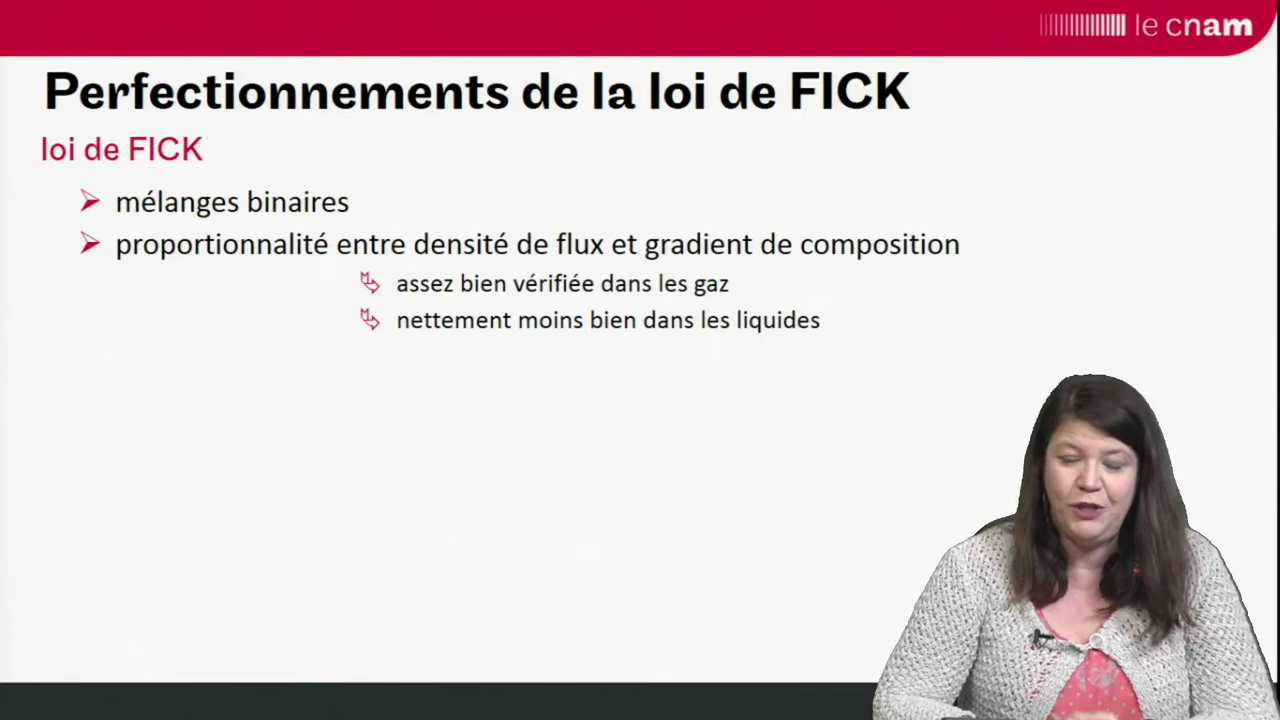 le cnam
Perfectionnements de la loi de FICK
loi de FICK
mélanges binaires
proportionnalité entre densité de flux et gradient de composition
assez bien vérifiée dans les gaz
nettement moins bien dans les liquides